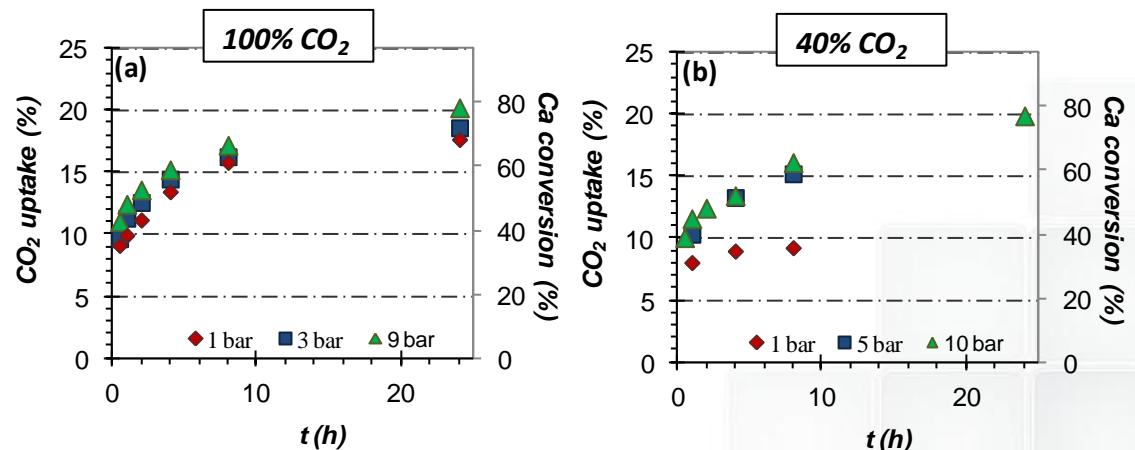 100% CO2
(a)
CO2 uptake (%)
25
20
15
10
5
0
80
60
40
20
0
Ca conversion (%)
1 bar 3 bar 9 bar
0 10 20
t (h)
40% CO2
(b)
CO2 uptake (%)
25
20
15
10
5
0
80
60
40
20
0
Ca conversion (%)
1 bar 5 bar 10 bar
0 10 20
t (h)